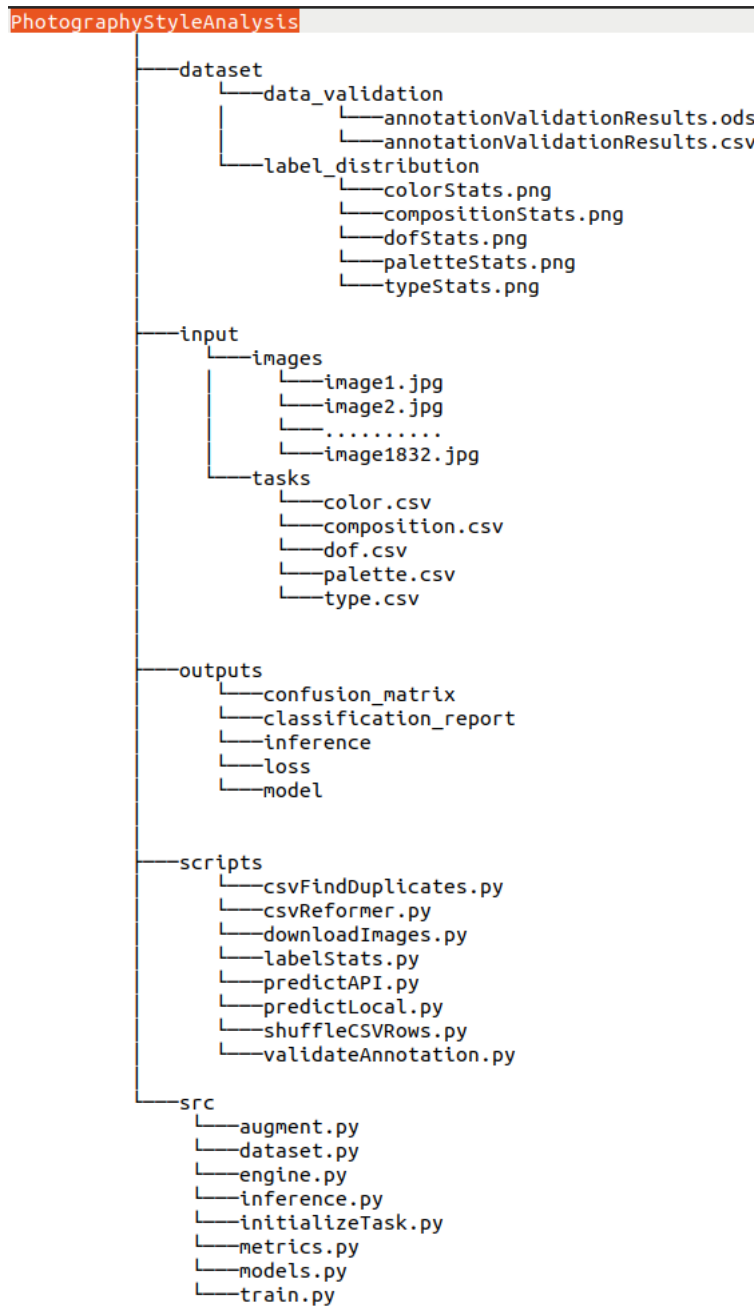 PhotographyStyleAnalysis
dataset
data_validation
annotationValidationResults.ods
annotationValidationResults.csv
label_distribution
colorStats.png
compositionStats.png
dofStats.png
paletteStats.png
typeStats.png
input
images
image1.jpg
image2.jpg
..........
image1832.jpg
tasks
color.csv
composition.csv
dof.csv
palette.csv
type.csv
outputs
confusion_matrix
classification_report
inference
loss
model
scripts
csvFindDuplicates.py
csvReformer.py
downloadImages.py
labelStats.py
predictAPI.py
predictLocal.py
shuffleCSVRows.py
validateAnnotation.py
src
augment.py
dataset.py
engine.py
inference.py
initializeTask.py
metrics.py
models.py
train.py